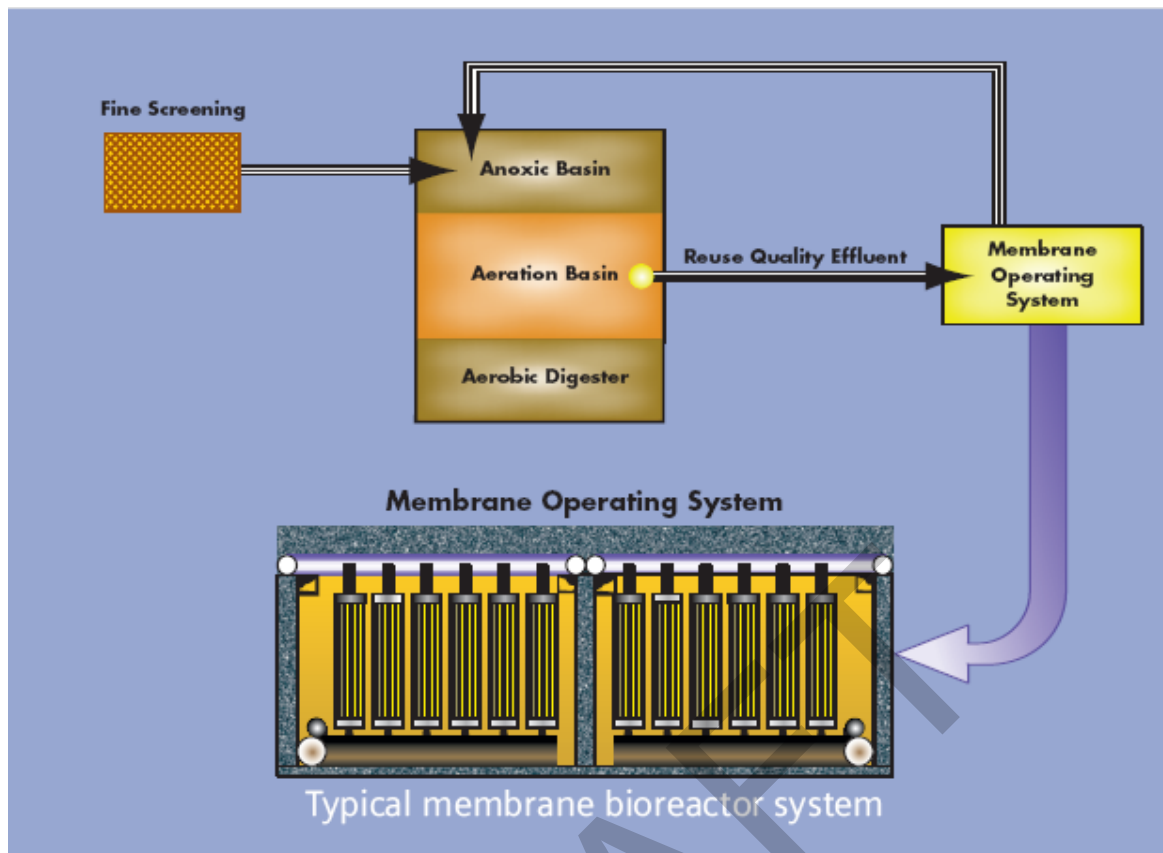 Fine Screening
Anoxic Basin
Aeration Basin
Reuse Quality Effluent
Membrane
Operating
System
Aerobic Digester
Membrane Operating System
Typical membrane bioreactor system